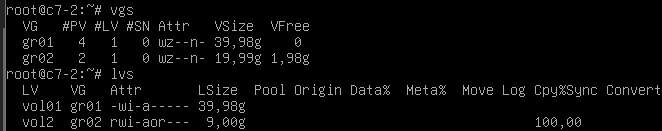 root@c7-2:~# vgs
  VG   #PV #LV #SN Attr   VSize  VFree
  gr01   4   1   0 wz--n- 39,98g    0
  gr02   2   1   0 wz--n- 19,99g 1,98g
root@c7-2:~# lvs
  LV    VG   Attr       LSize  Pool Origin Data%  Meta%  Move Log Cpy%Sync Convert
  vol01 gr01 -wi-a----- 39,98g
  vol2  gr02 rwi-aor---  9,00g                                    100,00